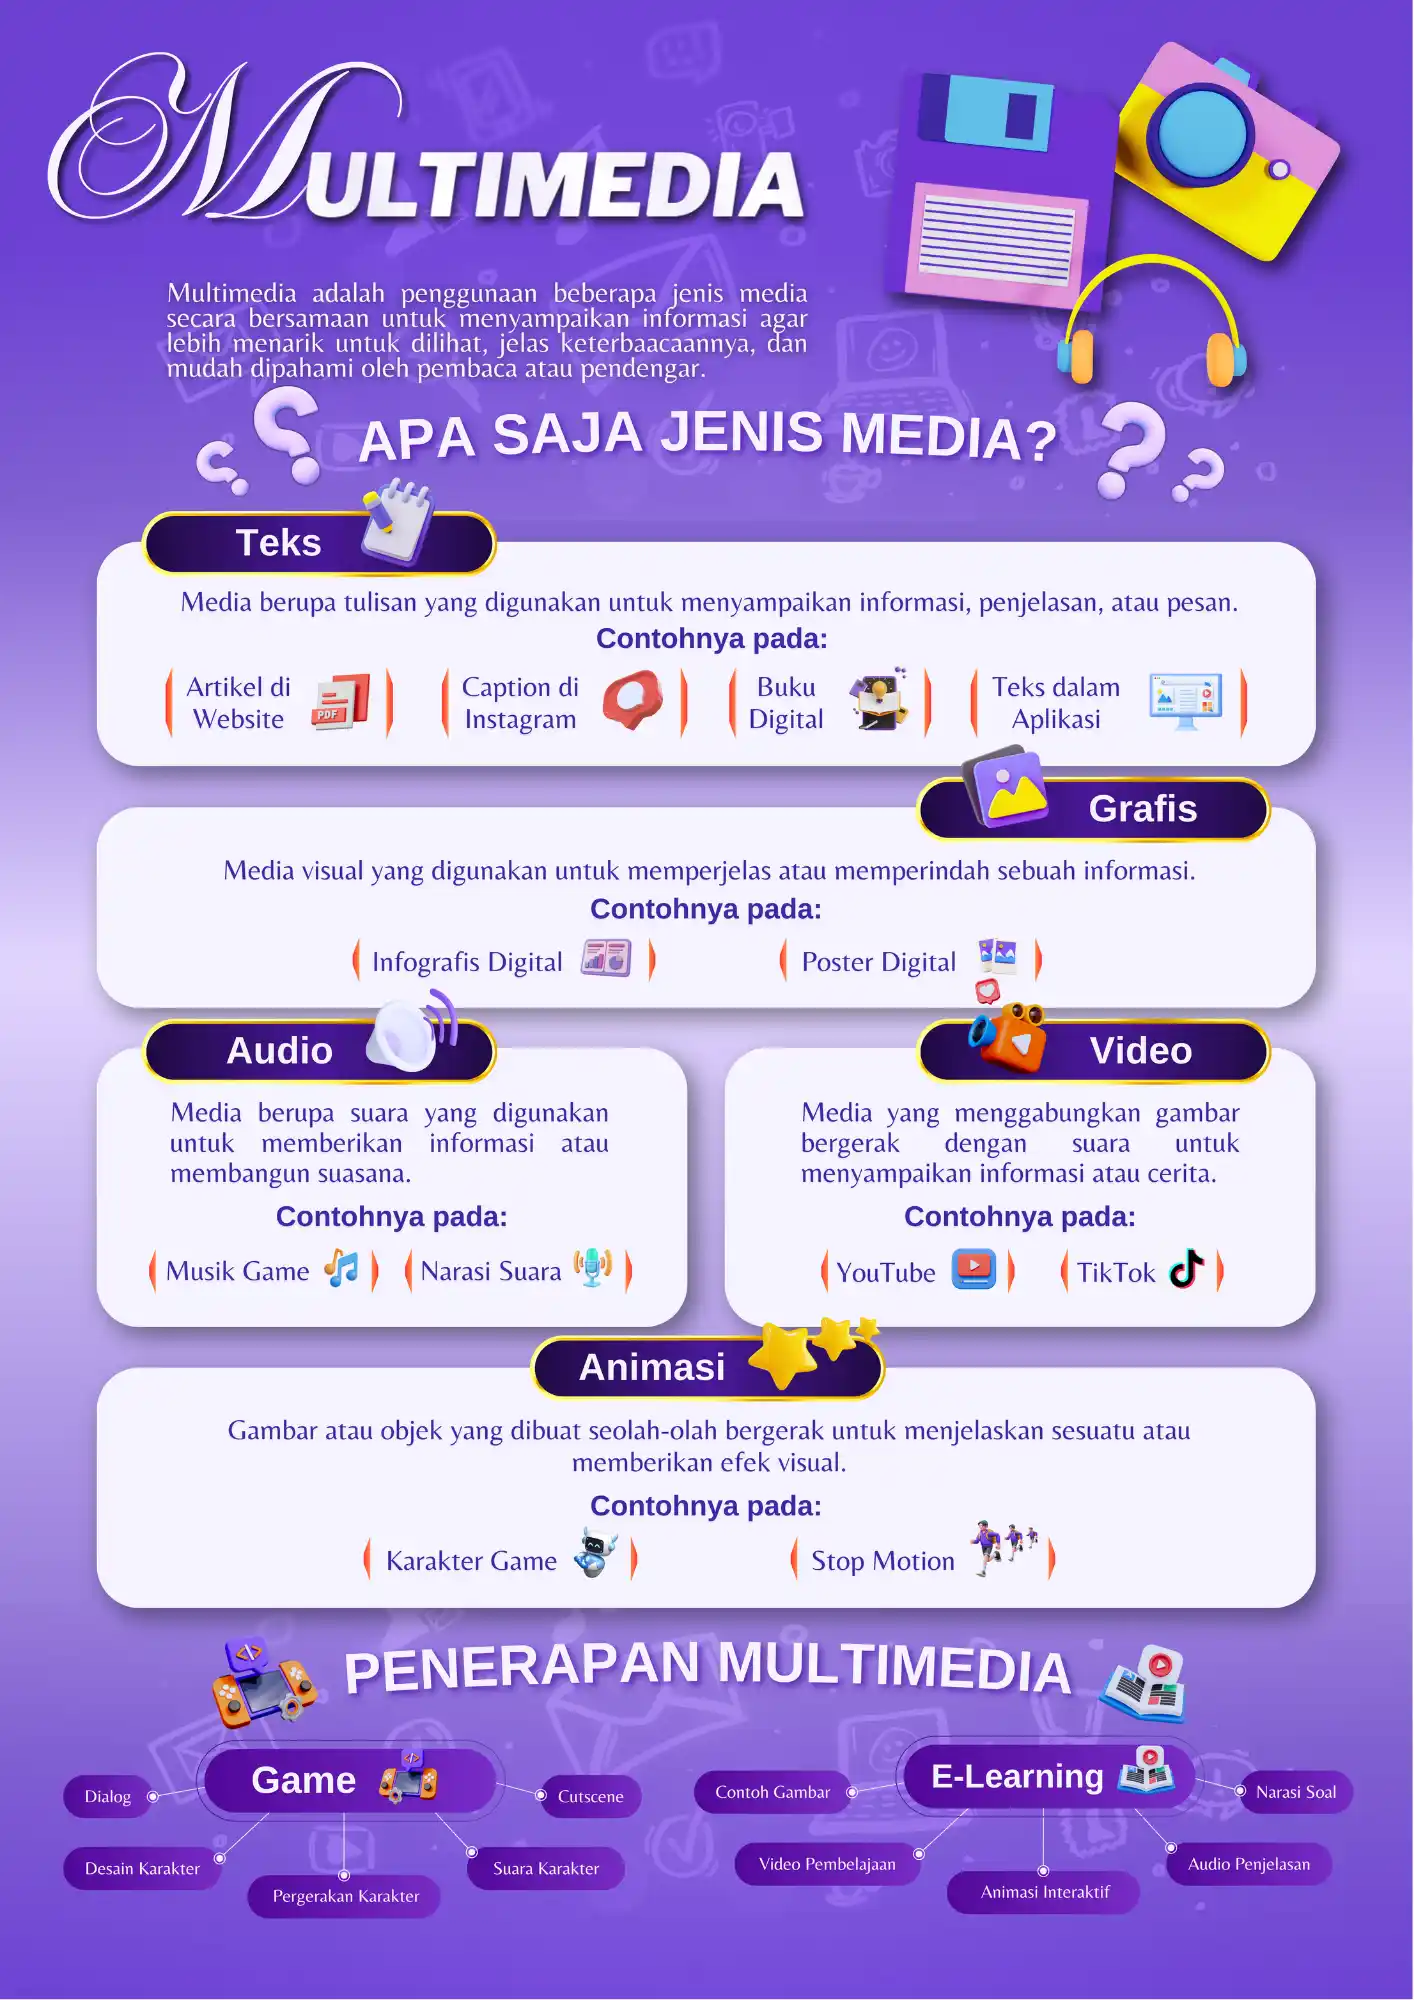 MULTIMEDIA
Multimedia adalah penggunaan beberapa jenis media
secara bersamaan untuk menyampaikan informasi agar
lebih menarik untuk dilihat, jelas keterbaacaannya, dan
mudah dipahami oleh pembaca atau pendengar.
APA SAJA JENIS MEDIA?
Teks
Media berupa tulisan yang digunakan untuk menyampaikan informasi, penjelasan, atau pesan.
Contohnya pada:
Artikel di
Website
PDF
Caption di
Instagram
Buku
Digital
Teks dalam
Aplikasi
Grafis
Media visual yang digunakan untuk memperjelas atau memperindah sebuah informasi.
Contohnya pada:
Infografis Digital
Poster Digital
Audio
Media berupa suara yang digunakan
untuk memberikan informasi atau
membangun suasana.
Contohnya pada:
Musik Game
Narasi Suara
Video
Media yang menggabungkan gambar
bergerak dengan suara untuk
menyampaikan informasi atau cerita.
Contohnya pada:
YouTube
TikTok
Animasi
Gambar atau objek yang dibuat seolah-olah bergerak untuk menjelaskan sesuatu atau
memberikan efek visual.
Contohnya pada:
Karakter Game
Stop Motion
PENERAPAN MULTIMEDIA
Game
Dialog
Cutscene
Desain Karakter
Suara Karakter
Pergerakan Karakter
E-Learning
Contoh Gambar
Narasi Soal
Video Pembelajaan
Audio Penjelasan
Animasi Interaktif